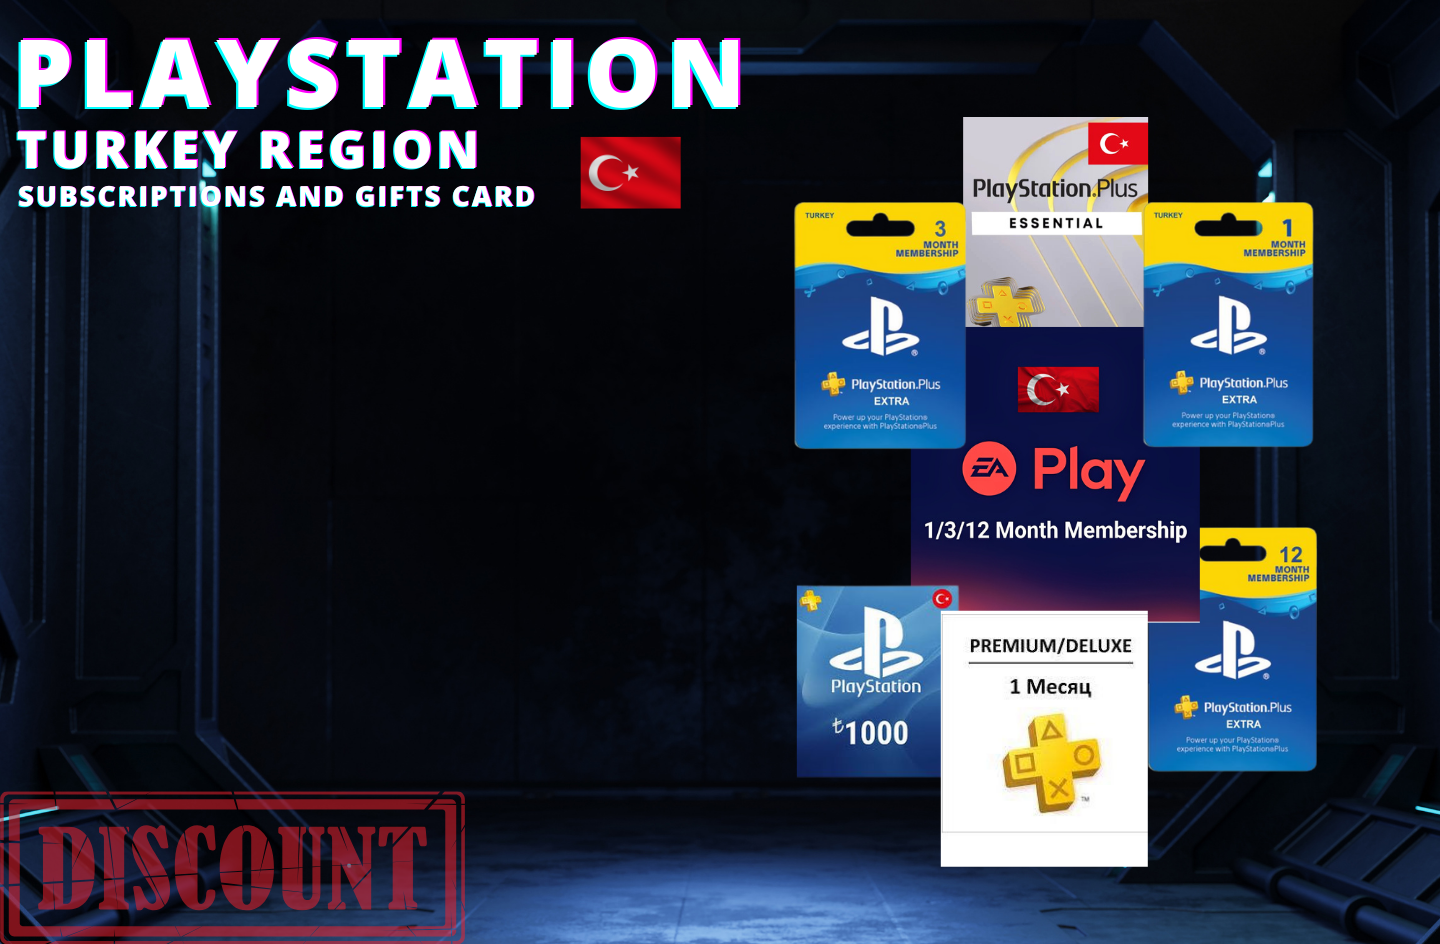 PLAYSTATION
TURKEY REGION
SUBSCRIPTIONS AND GIFTS CARD
PlayStation.Plus
ESSENTIAL
TURKEY
3
MONTH
MEMBERSHIP
PlayStation.Plus
EXTRA
Power up your PlayStation®
experience with PlayStation®Plus
TURKEY
1
MONTH
MEMBERSHIP
PlayStation.Plus
EXTRA
Power up your PlayStation®
experience with PlayStation®Plus
EA Play
1/3/12 Month Membership
12
MONTH
MEMBERSHIP
PlayStation.Plus
EXTRA
Power up your PlayStation®
experience with PlayStation®Plus
PlayStation
₺1000
PREMIUM/DELUXE
1 Месяц
TM
DISCOUNT